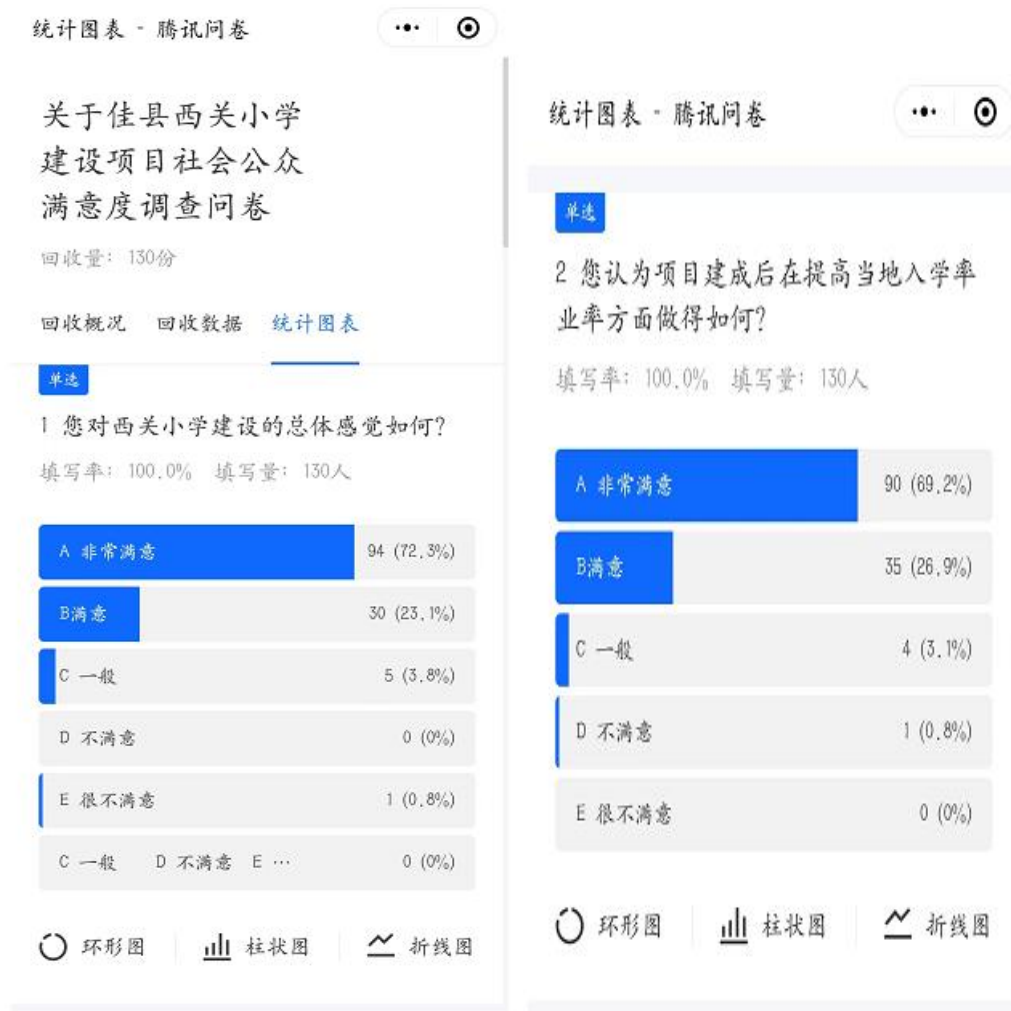 统计图表 - 腾讯问卷
关于佳县西关小学
建设项目社会公众
满意度调查问卷
回收量: 130份
回收概况 回收数据 统计图表
单选
1 您对西关小学建设的总体感觉如何?
填写率: 100.0% 填写量: 130人
A 非常满意 94 (72.3%)
B满意 30 (23.1%)
C 一般 5 (3.8%)
D 不满意 0 (0%)
E 很不满意 1 (0.8%)
C 一般 D 不满意 E … 0 (0%)
环形图 柱状图 折线图
统计图表 - 腾讯问卷
单选
2 您认为项目建成后在提高当地入学率
业率方面做得如何?
填写率: 100.0% 填写量: 130人
A 非常满意 90 (69.2%)
B满意 35 (26.9%)
C 一般 4 (3.1%)
D 不满意 1 (0.8%)
E 很不满意 0 (0%)
环形图 柱状图 折线图